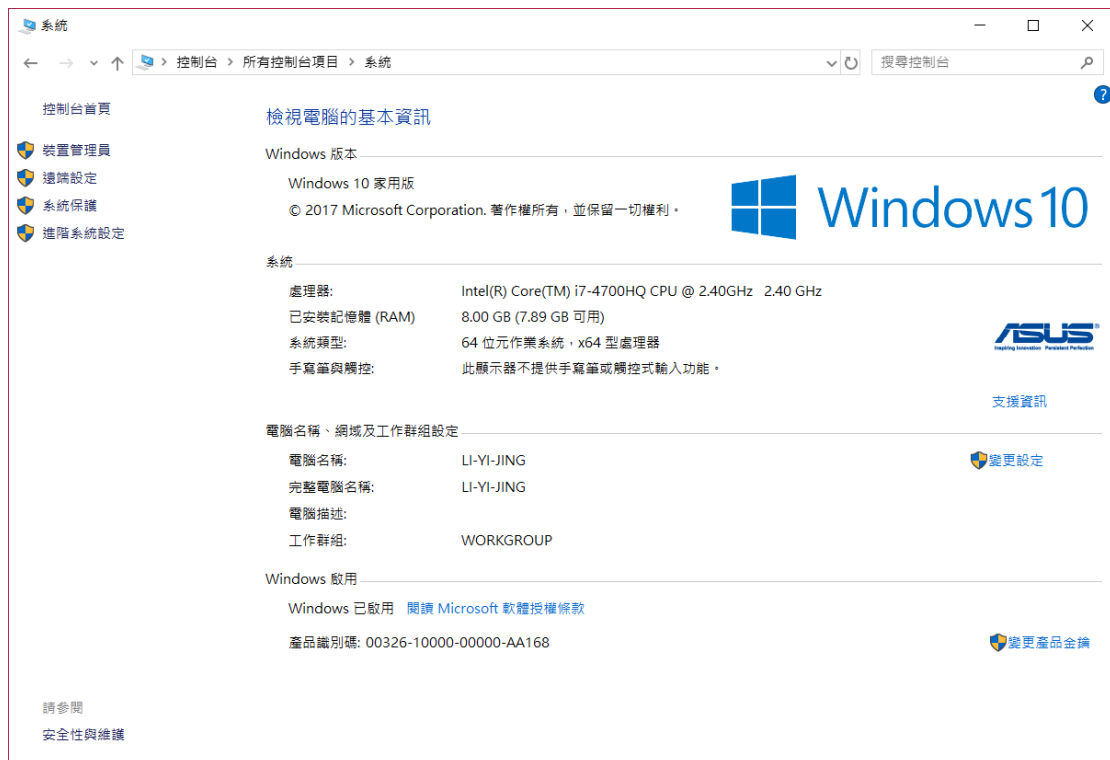 系統
控制台 › 所有控制台項目 › 系統
搜尋控制台
?
控制台首頁
裝置管理員
遠端設定
系統保護
進階系統設定
檢視電腦的基本資訊
Windows 版本
Windows 10 家用版
© 2017 Microsoft Corporation. 著作權所有，並保留一切權利。
Windows 10
系統
處理器: Intel(R) Core(TM) i7-4700HQ CPU @ 2.40GHz 2.40 GHz
已安裝記憶體 (RAM) 8.00 GB (7.89 GB 可用)
系統類型: 64 位元作業系統，x64 型處理器
手寫筆與觸控: 此顯示器不提供手寫筆或觸控式輸入功能。
ASUS®
Inspiring Innovation Persistent Perfection
支援資訊
電腦名稱、網域及工作群組設定
電腦名稱: LI-YI-JING
變更設定
完整電腦名稱: LI-YI-JING
電腦描述:
工作群組: WORKGROUP
Windows 啟用
Windows 已啟用 閱讀 Microsoft 軟體授權條款
產品識別碼: 00326-10000-00000-AA168
變更產品金鑰
請參閱
安全性與維護